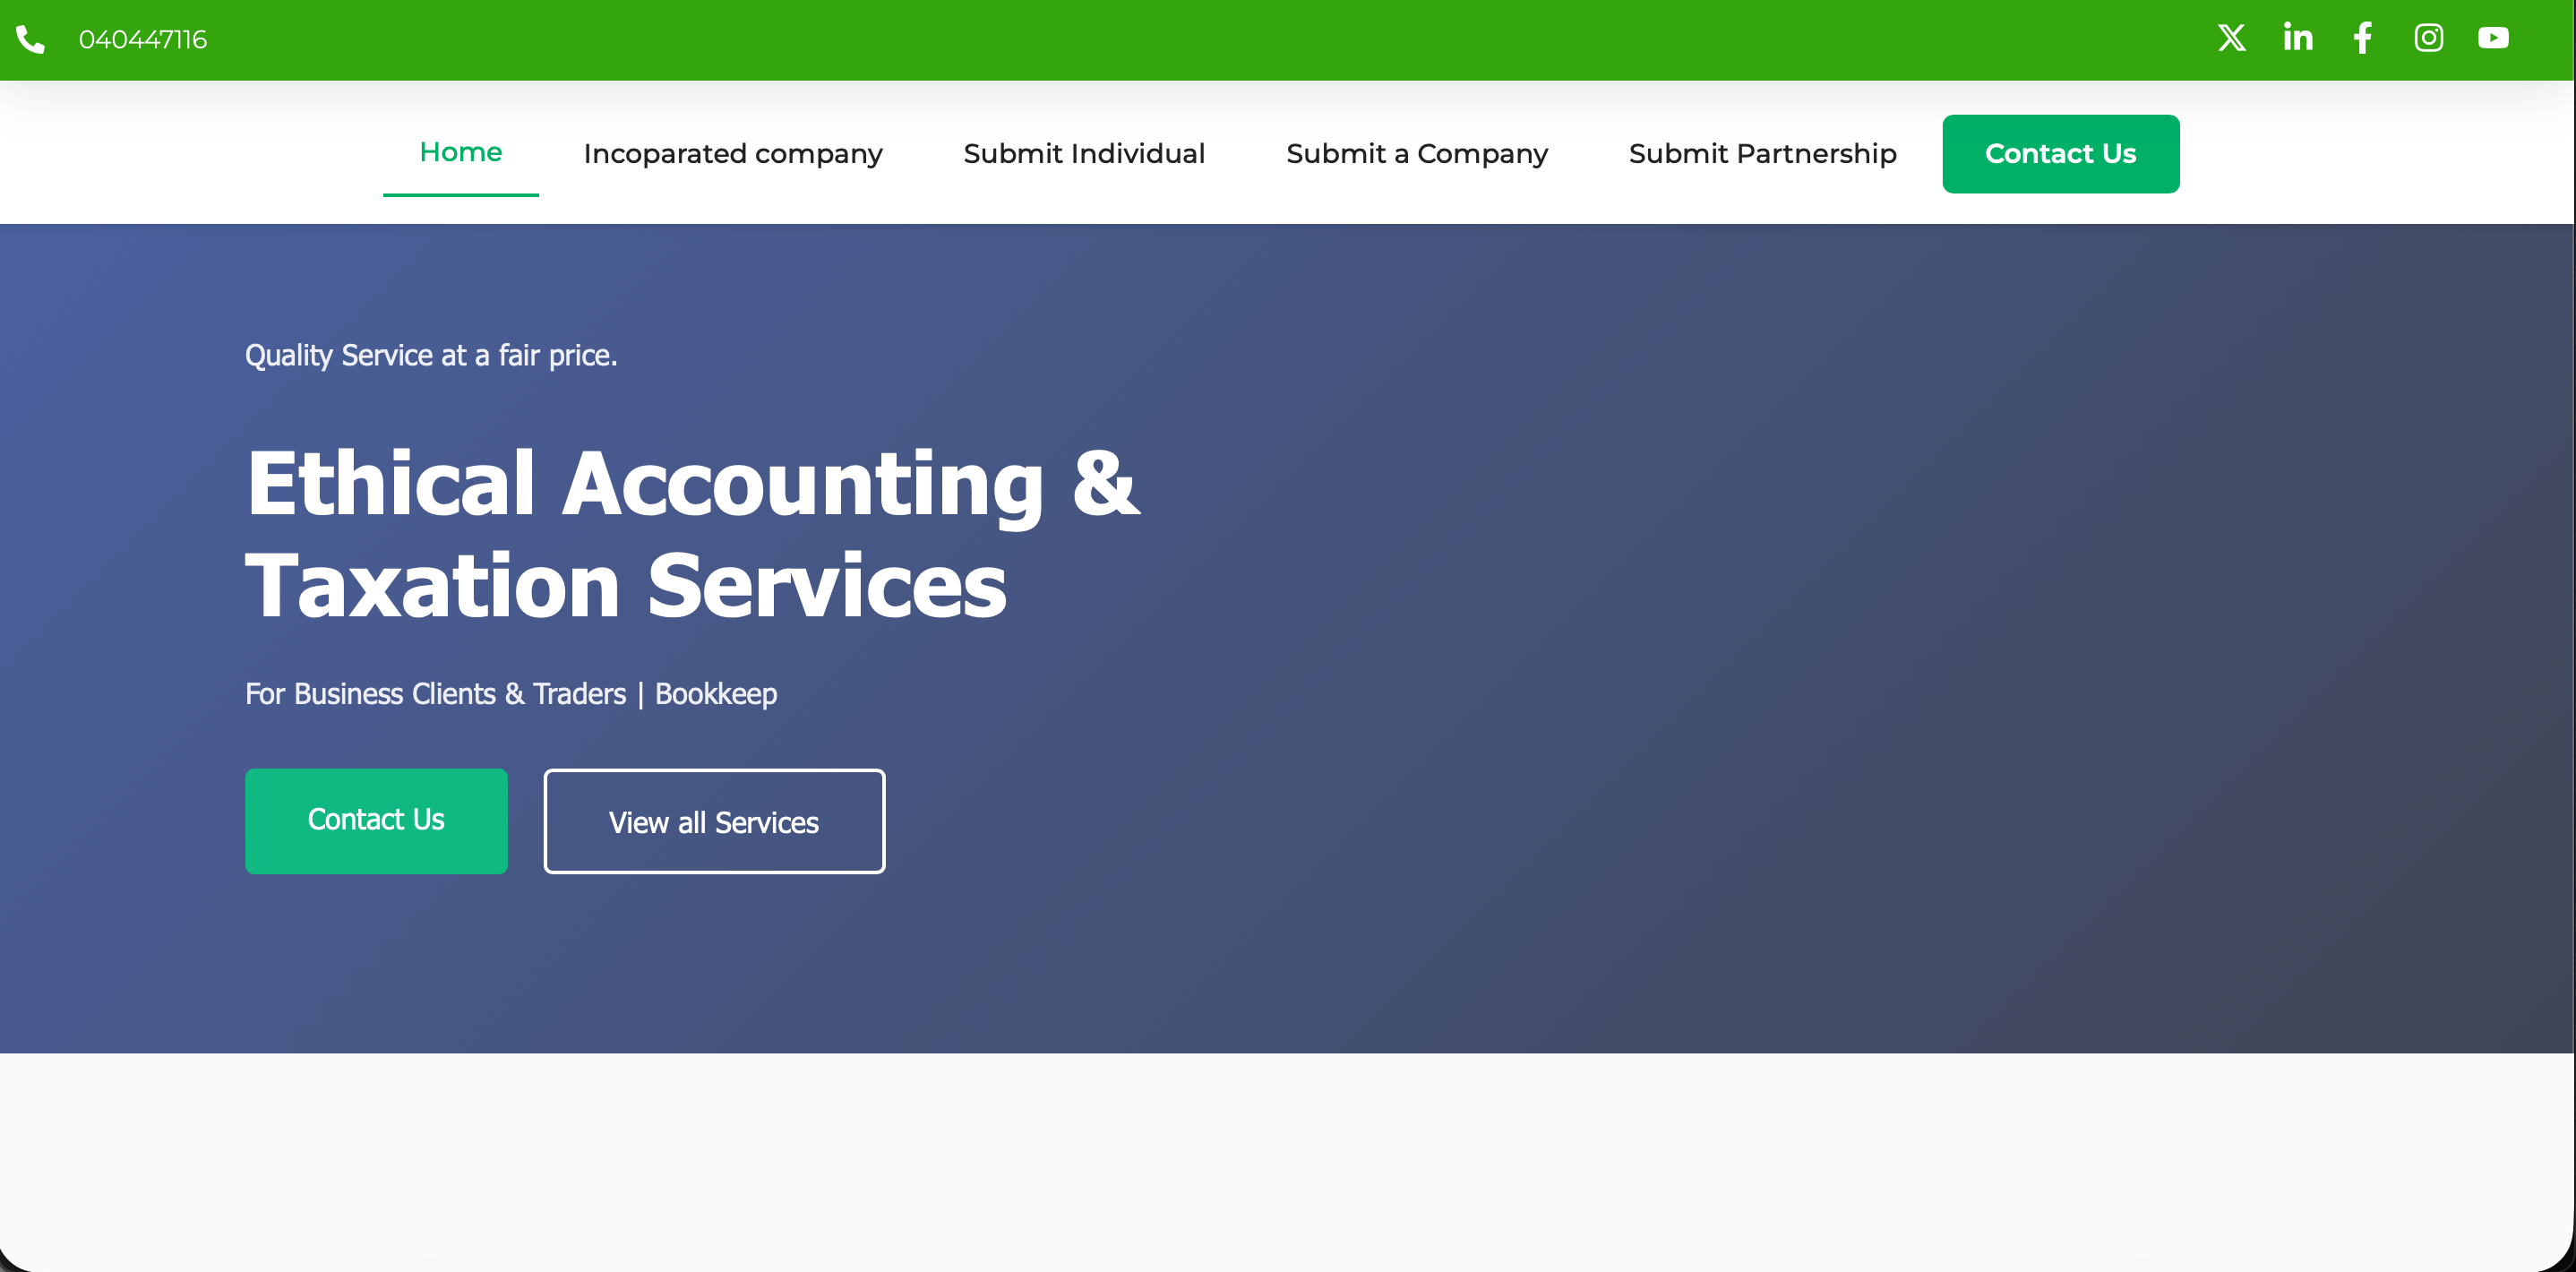 040447116
Home
Incoparated company
Submit Individual
Submit a Company
Submit Partnership
Contact Us
Quality Service at a fair price.
Ethical Accounting &
Taxation Services
For Business Clients & Traders | Bookkeep
Contact Us
View all Services